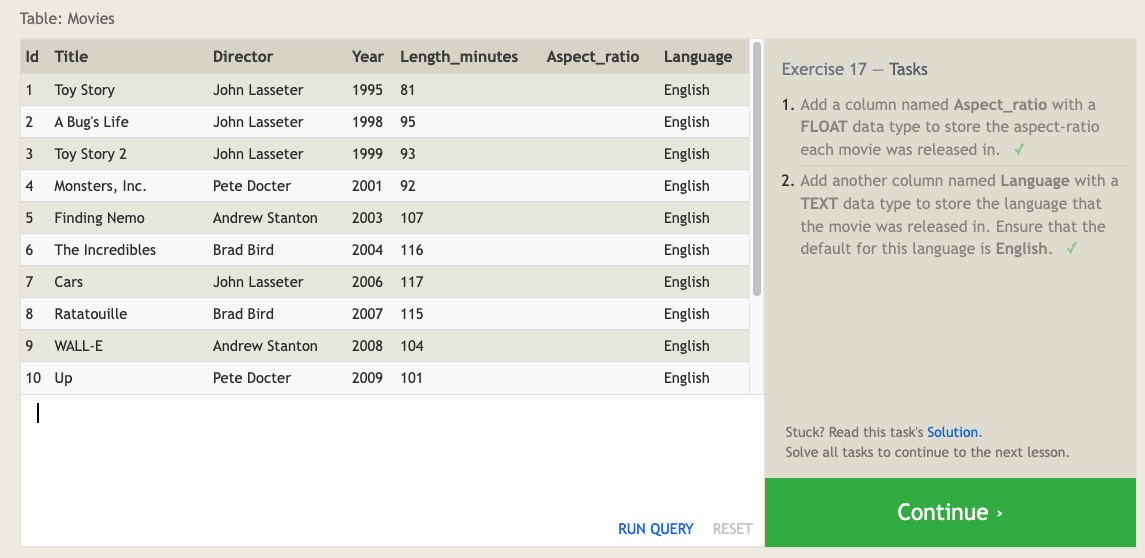 Table: Movies
Id Title Director Year Length_minutes Aspect_ratio Language
1 Toy Story John Lasseter 1995 81 English
2 A Bug's Life John Lasseter 1998 95 English
3 Toy Story 2 John Lasseter 1999 93 English
4 Monsters, Inc. Pete Docter 2001 92 English
5 Finding Nemo Andrew Stanton 2003 107 English
6 The Incredibles Brad Bird 2004 116 English
7 Cars John Lasseter 2006 117 English
8 Ratatouille Brad Bird 2007 115 English
9 WALL-E Andrew Stanton 2008 104 English
10 Up Pete Docter 2009 101 English
RUN QUERY RESET
Exercise 17 — Tasks
1. Add a column named Aspect_ratio with a
FLOAT data type to store the aspect-ratio
each movie was released in. ✓
2. Add another column named Language with a
TEXT data type to store the language that
the movie was released in. Ensure that the
default for this language is English. ✓
Stuck? Read this task's Solution.
Solve all tasks to continue to the next lesson.
Continue ›